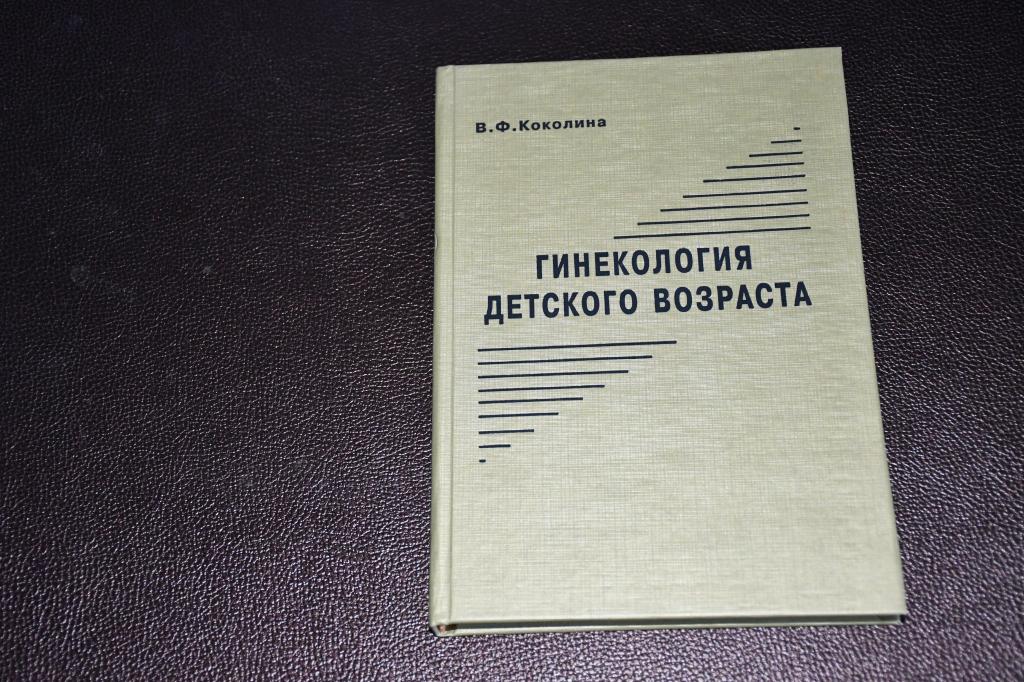 В.Ф.Коколина
ГИНЕКОЛОГИЯ
ДЕТСКОГО ВОЗРАСТА